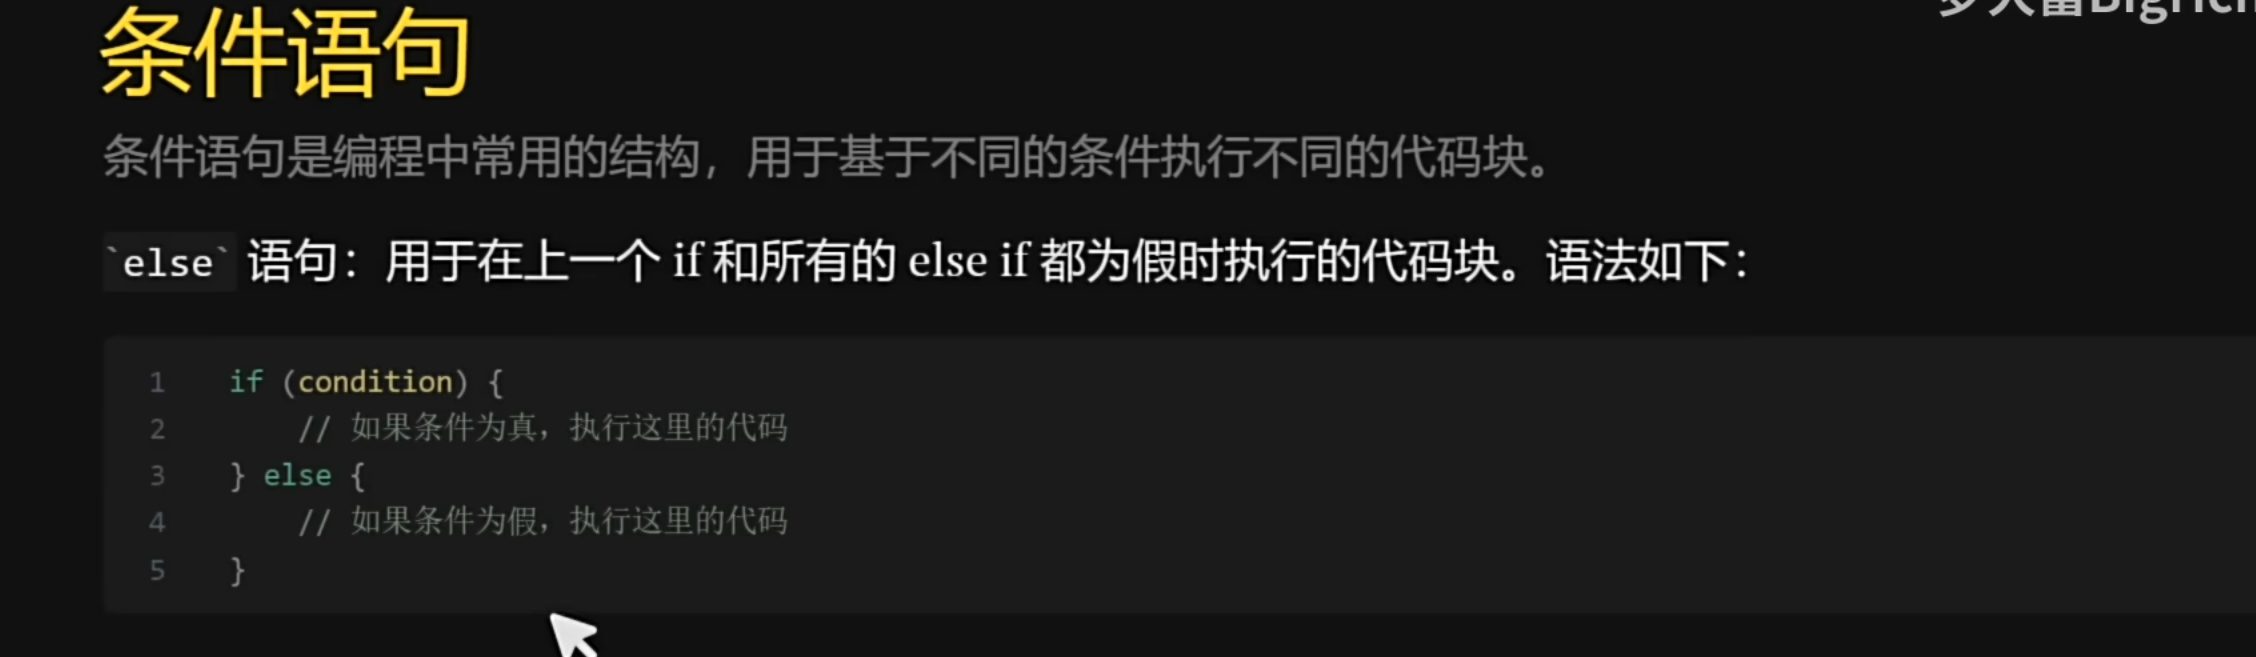 条件语句
条件语句是编程中常用的结构，用于基于不同的条件执行不同的代码块。
`else` 语句：用于在上一个 if 和所有的 else if 都为假时执行的代码块。语法如下：
1 if (condition) {
2 // 如果条件为真，执行这里的代码
3 } else {
4 // 如果条件为假，执行这里的代码
5 }